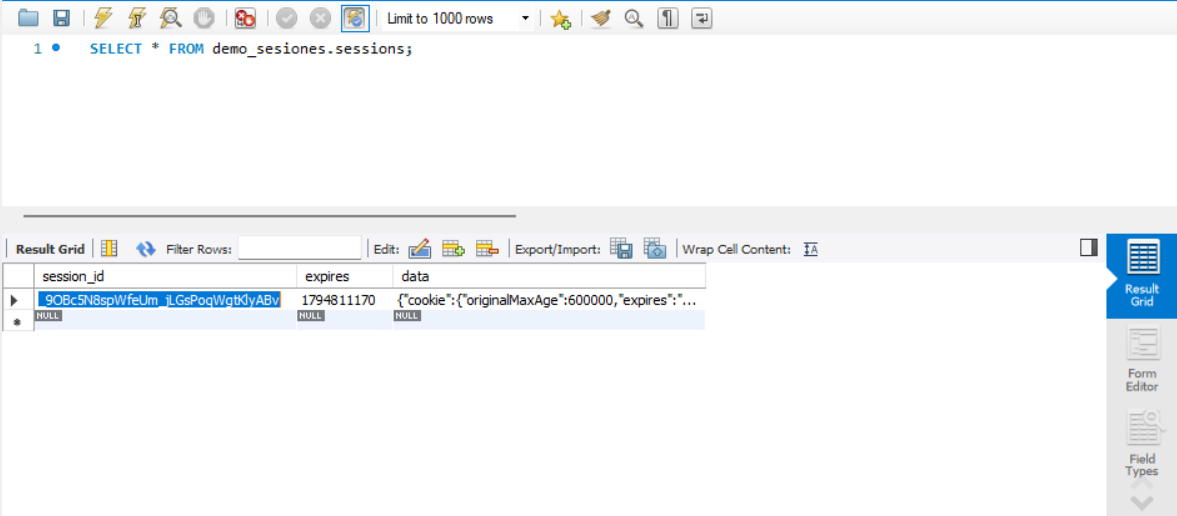 Limit to 1000 rows
1 SELECT * FROM demo_sesiones.sessions;
Result Grid Filter Rows: Edit: Export/Import: Wrap Cell Content: IA
session_id expires data
_9OBc5N8spWfeUm_jLGsPoqWgtKlyABv 1794811170 {"cookie":{"originalMaxAge":600000,"expires":"...
NULL NULL NULL
Result
Grid
Form
Editor
Field
Types